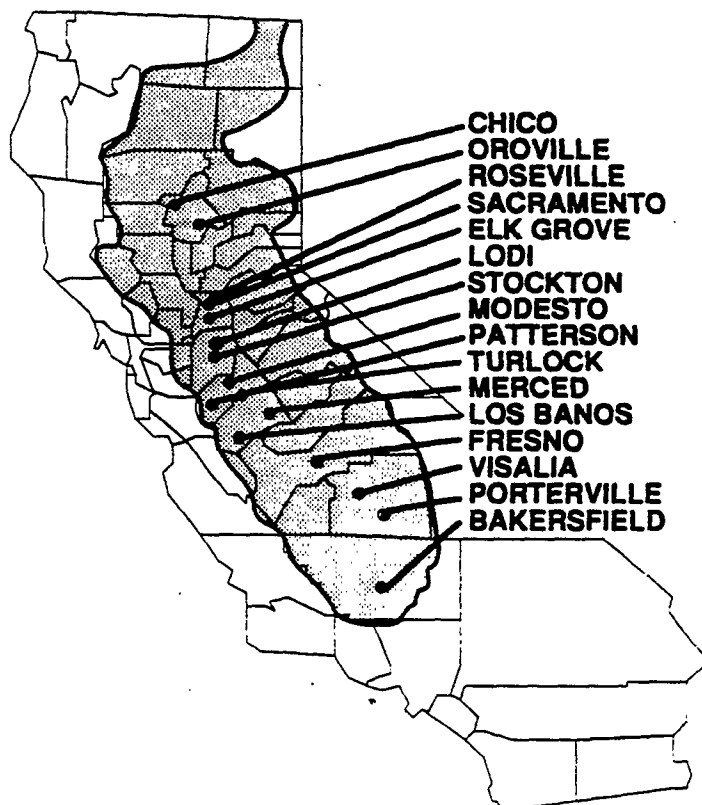 CHICO
OROVILLE
ROSEVILLE
SACRAMENTO
ELK GROVE
LODI
STOCKTON
MODESTO
PATTERSON
TURLOCK
MERCED
LOS BANOS
FRESNO
VISALIA
PORTERVILLE
BAKERSFIELD